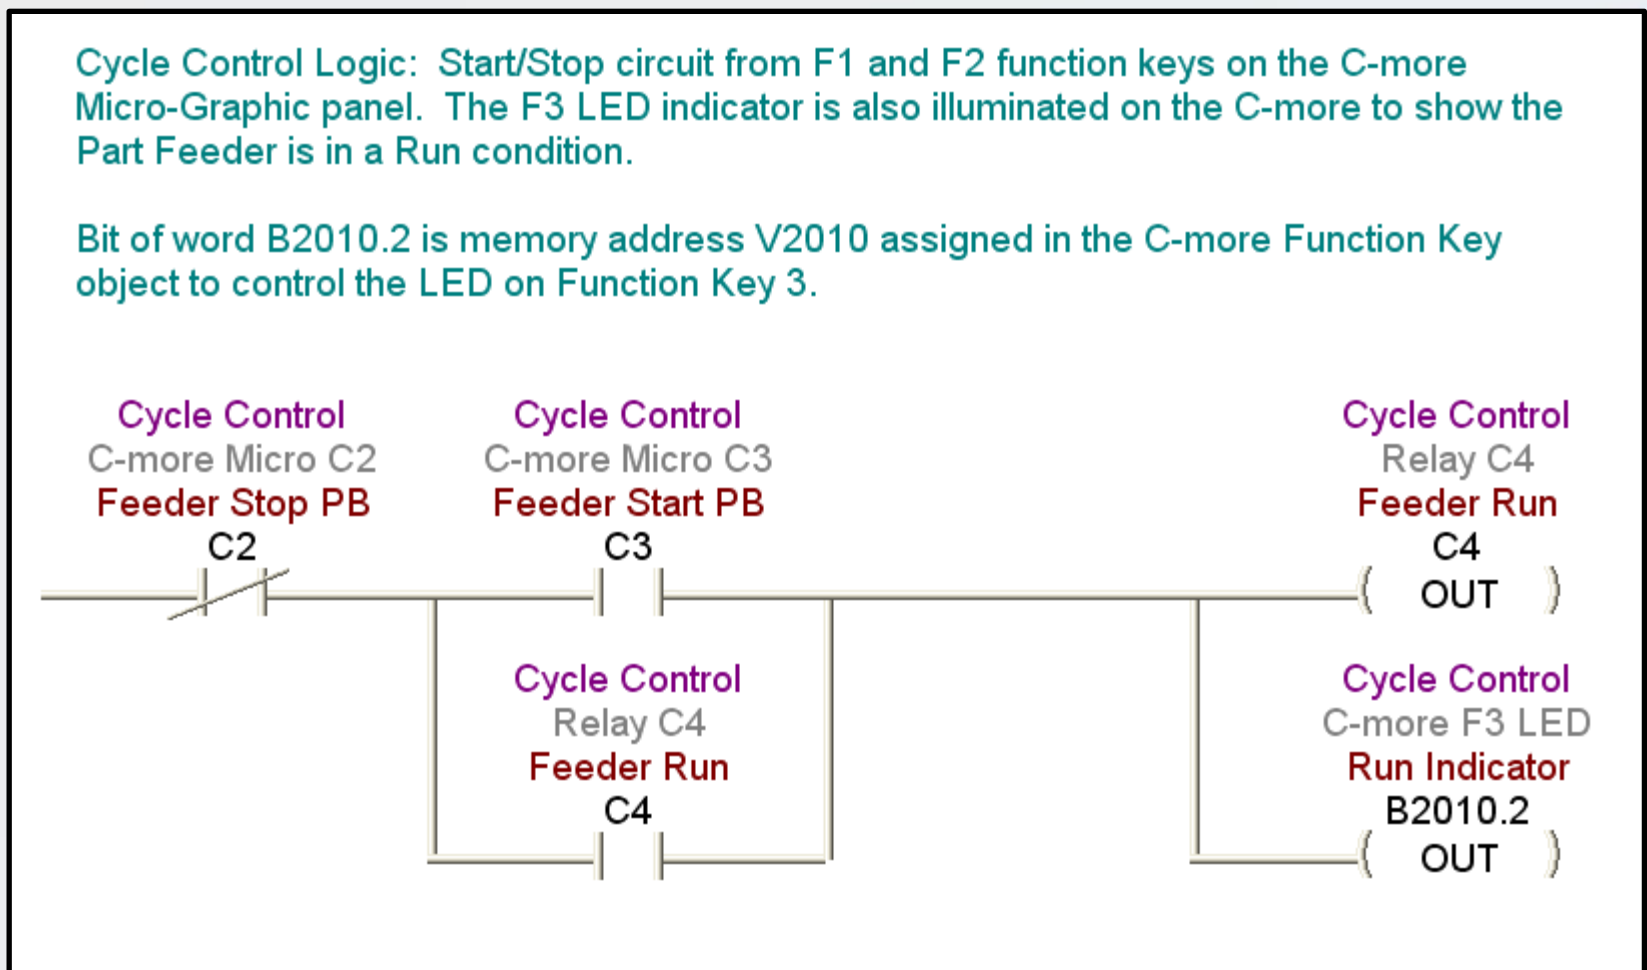 Cycle Control Logic:  Start/Stop circuit from F1 and F2 function keys on the C-more
Micro-Graphic panel.  The F3 LED indicator is also illuminated on the C-more to show the
Part Feeder is in a Run condition.
Bit of word B2010.2 is memory address V2010 assigned in the C-more Function Key
object to control the LED on Function Key 3.
Cycle Control
C-more Micro C2
Feeder Stop PB
C2
Cycle Control
C-more Micro C3
Feeder Start PB
C3
Cycle Control
Relay C4
Feeder Run
C4
OUT
Cycle Control
Relay C4
Feeder Run
C4
Cycle Control
C-more F3 LED
Run Indicator
B2010.2
OUT